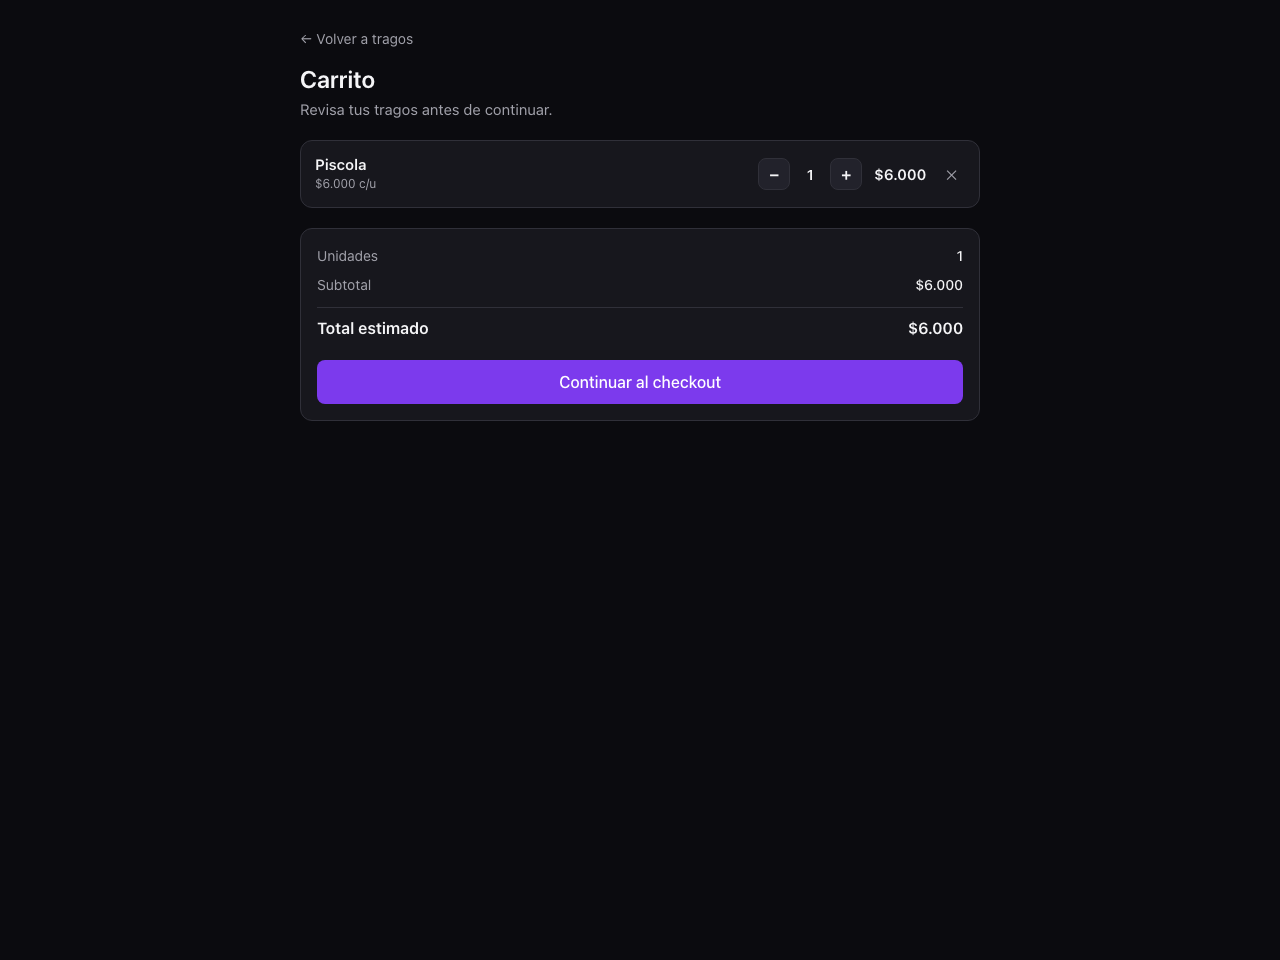 ← Volver a tragos
Carrito
Revisa tus tragos antes de continuar.
Piscola
$6.000 c/u
− 1 + $6.000 ×
Unidades 1
Subtotal $6.000
Total estimado $6.000
Continuar al checkout